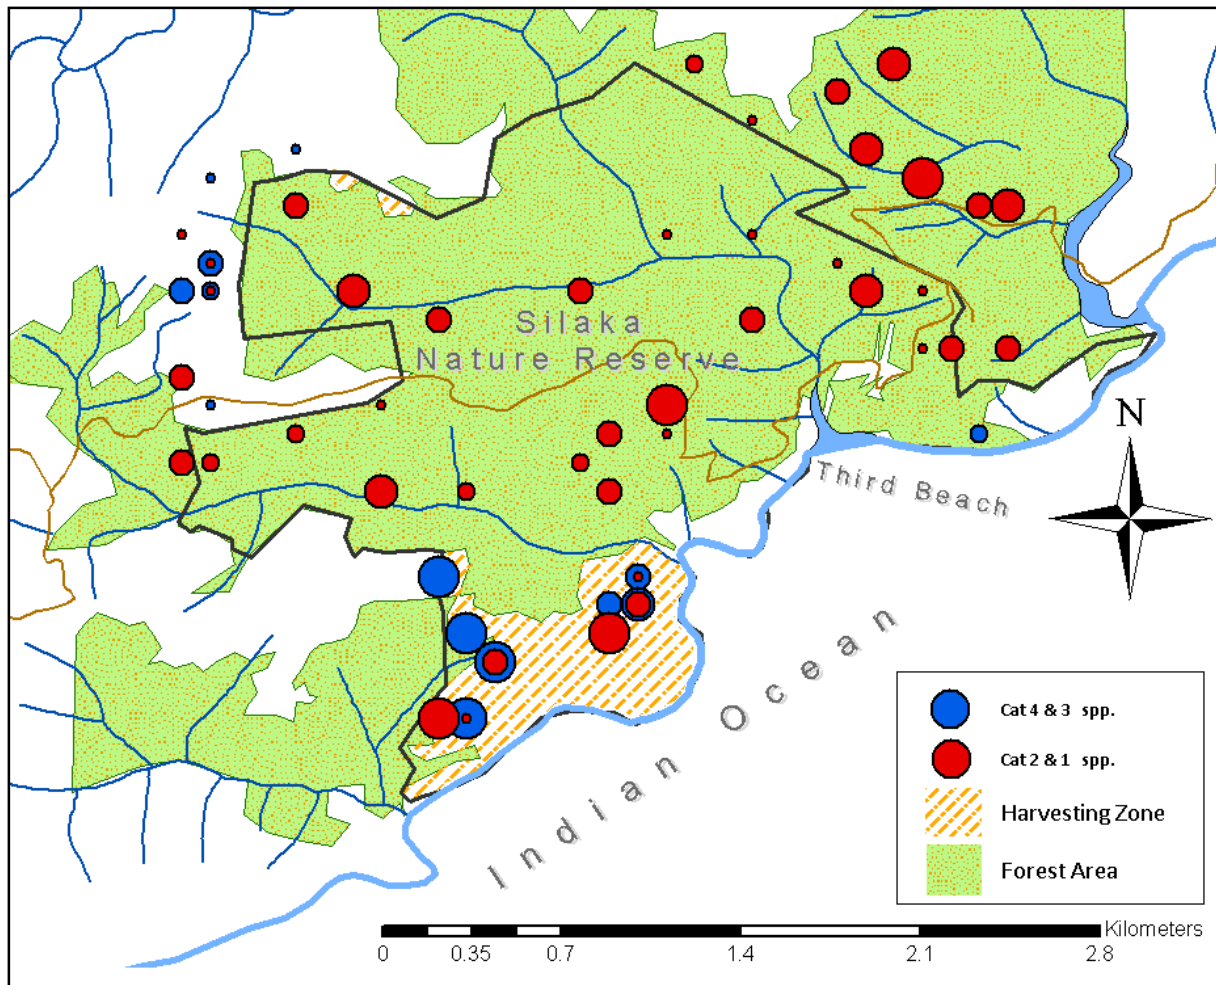 Silaka
Nature Reserve
N
Third Beach
Indian Ocean
Cat 4 & 3 spp.
Cat 2 & 1 spp.
Harvesting Zone
Forest Area
Kilometers
0 0.35 0.7 1.4 2.1 2.8